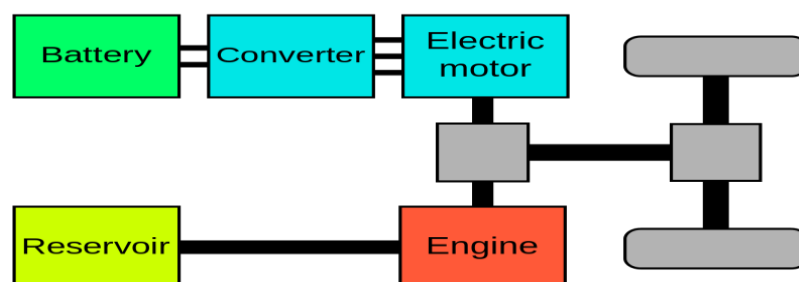 Battery
Converter
Electric
motor
Reservoir
Engine